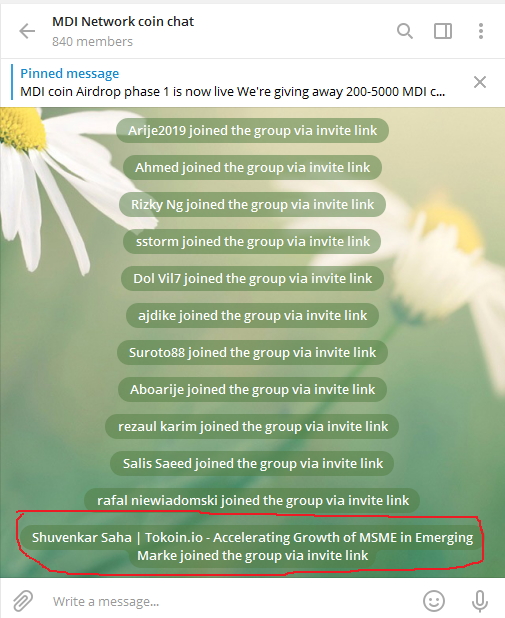 MDI Network coin chat
840 members
Pinned message
MDI coin Airdrop phase 1 is now live We're giving away 200-5000 MDI c...
Arije2019 joined the group via invite link
Ahmed joined the group via invite link
Rizky Ng joined the group via invite link
sstorm joined the group via invite link
Dol Vil7 joined the group via invite link
ajdike joined the group via invite link
Suroto88 joined the group via invite link
Aboarije joined the group via invite link
rezaul karim joined the group via invite link
Salis Saeed joined the group via invite link
rafal niewiadomski joined the group via invite link
Shuvenkar Saha | Tokoin.io - Accelerating Growth of MSME in Emerging
Marke joined the group via invite link
Write a message...